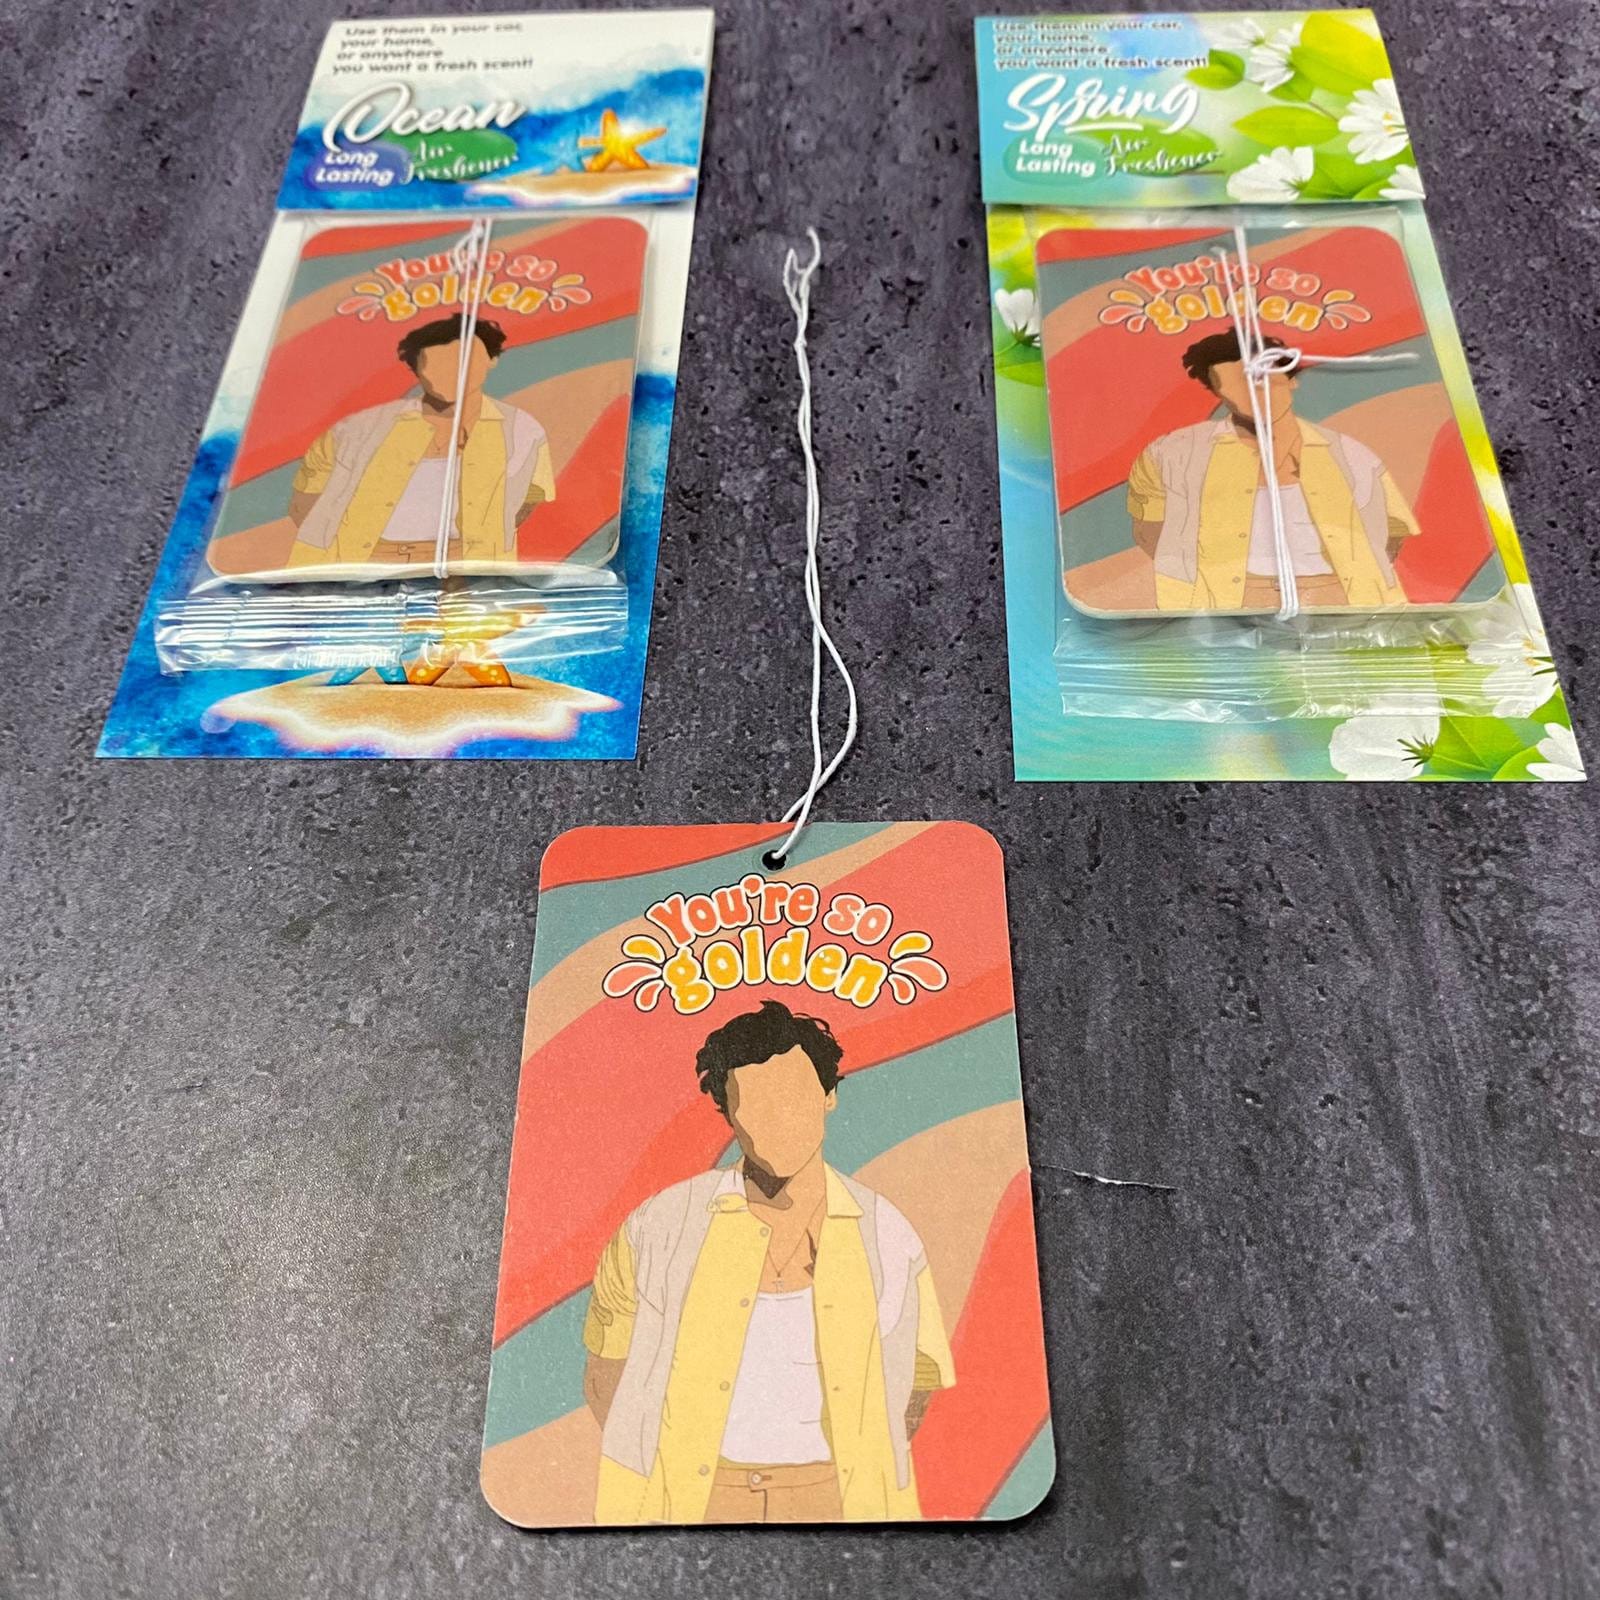 Use them in your car,
your home,
or anywhere
you want a fresh scent!
Ocean
Long
Lasting
Air
Freshener
You're so
golden
Use them in your car,
your home,
or anywhere
you want a fresh scent!
Spring
Long
Lasting
Air
Freshener
You're so
golden
You're so
golden